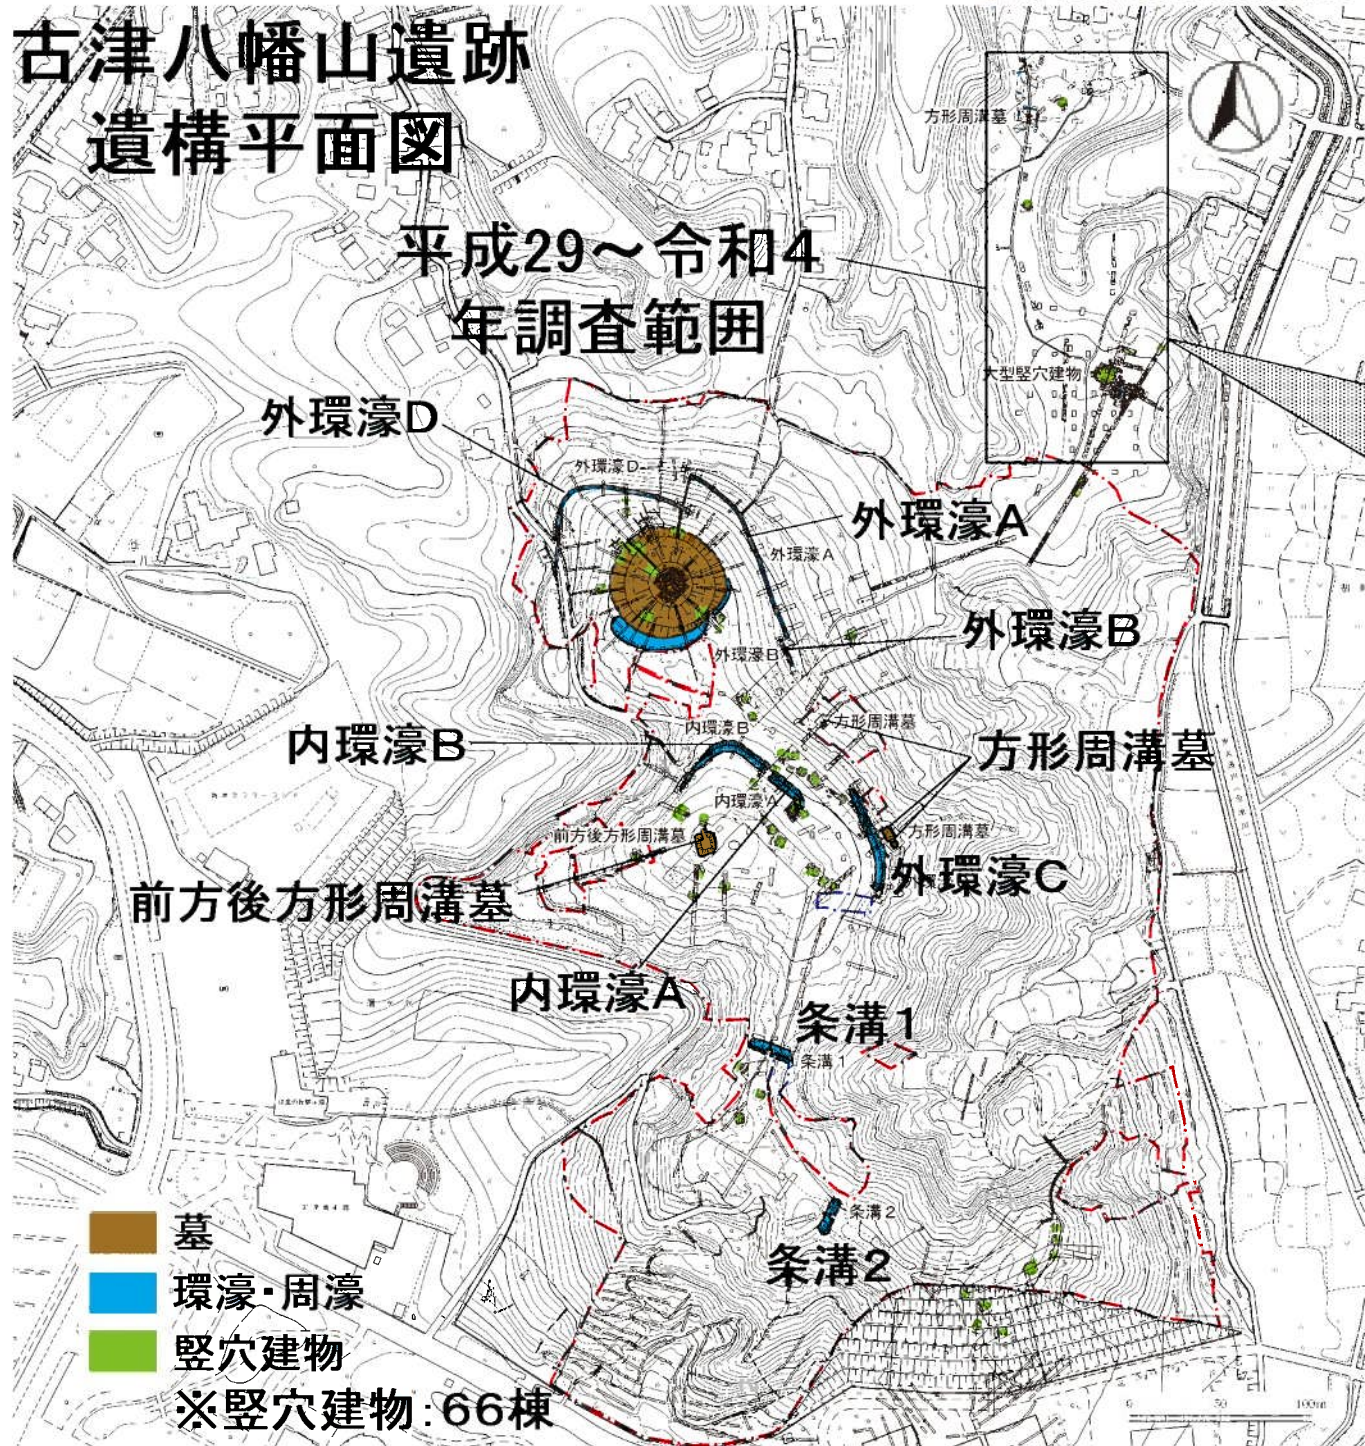 古津八幡山遺跡
遺構平面図
方形周溝墓
平成29～令和4
年調査範囲
大型竪穴建物
外環濠D
外環濠D
外環濠A
外環濠A
外環濠B
外環濠B
内環濠B
内環濠B
方形周溝墓
方形周溝墓
内環濠A
前方後方形周溝墓
方形周溝墓
外環濠C
前方後方形周溝墓
内環濠A
条溝1
条溝1
条溝2
条溝2
墓
環濠・周濠
竪穴建物
※竪穴建物:66棟
0 50 100m